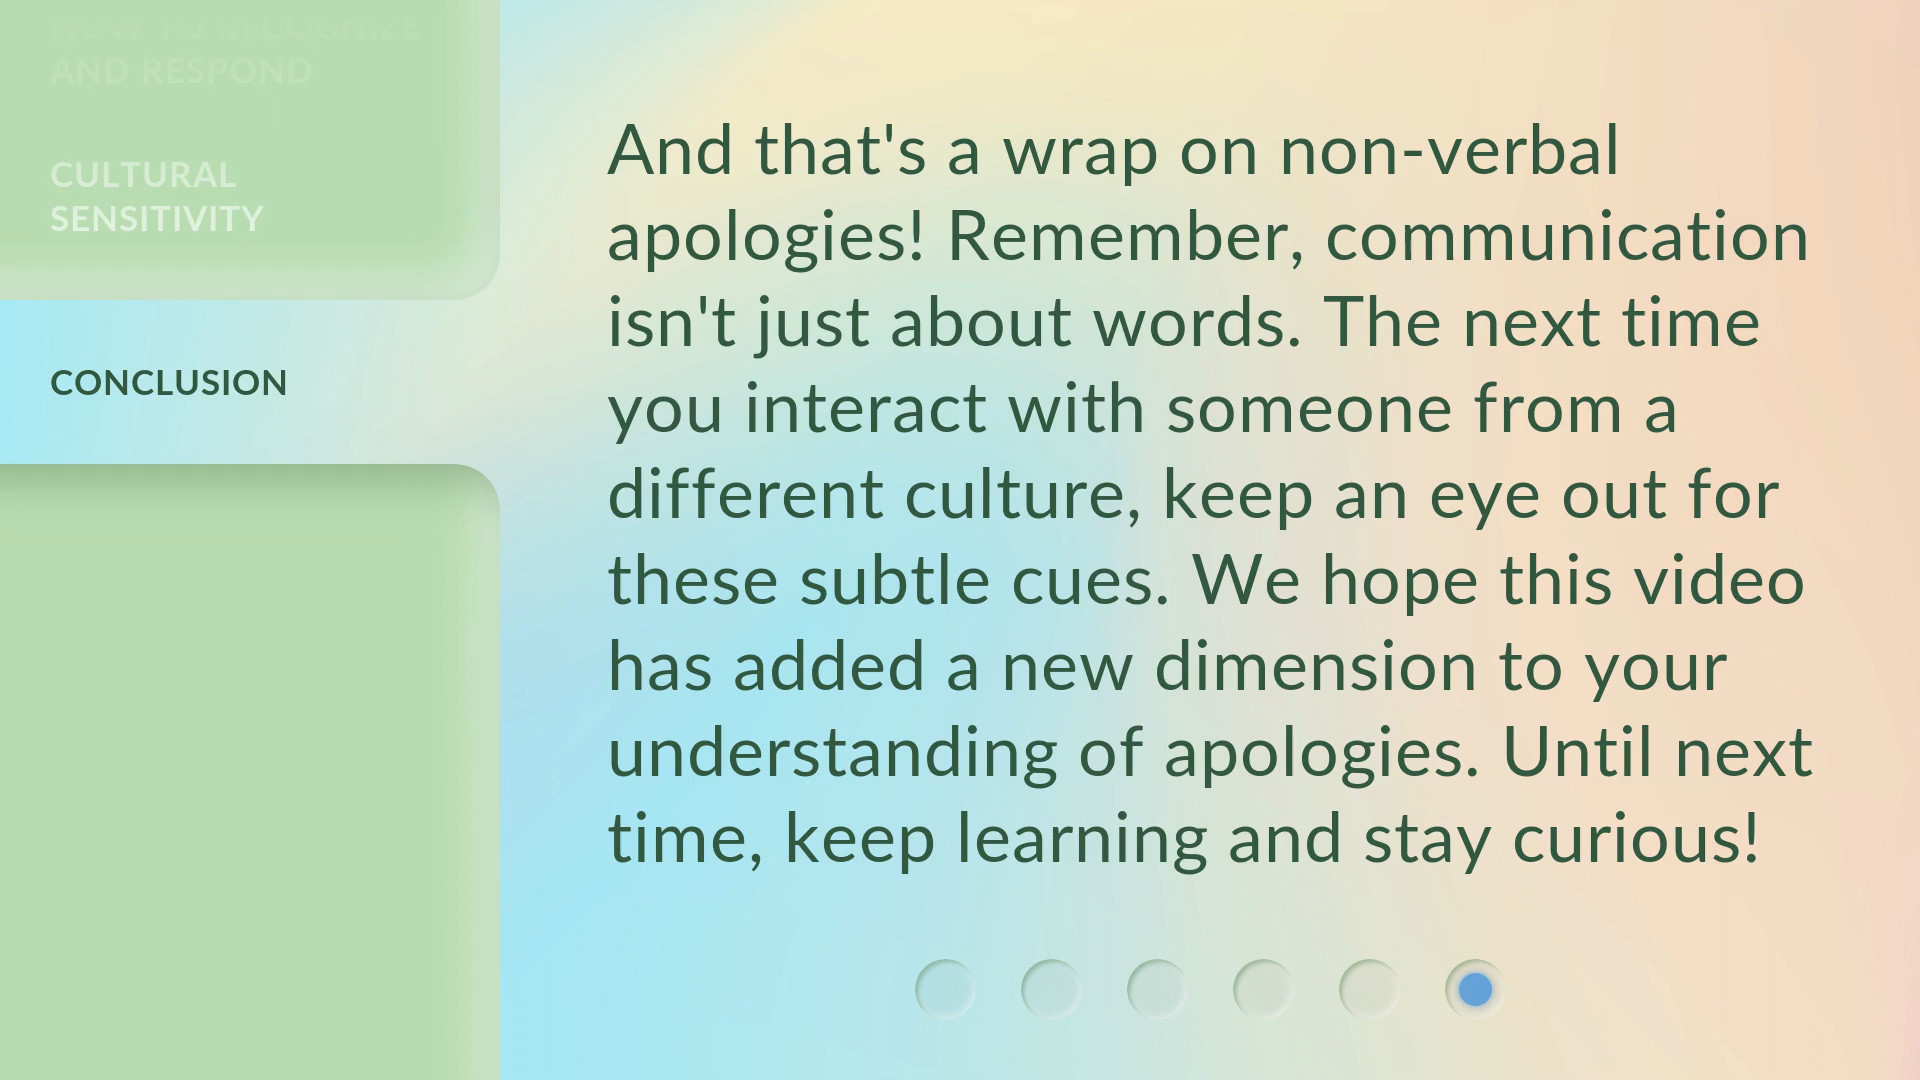 HOW TO RECOGNIZE
AND RESPOND
CULTURAL
SENSITIVITY
CONCLUSION
And that's a wrap on non-verbal
apologies! Remember, communication
isn't just about words. The next time
you interact with someone from a
different culture, keep an eye out for
these subtle cues. We hope this video
has added a new dimension to your
understanding of apologies. Until next
time, keep learning and stay curious!